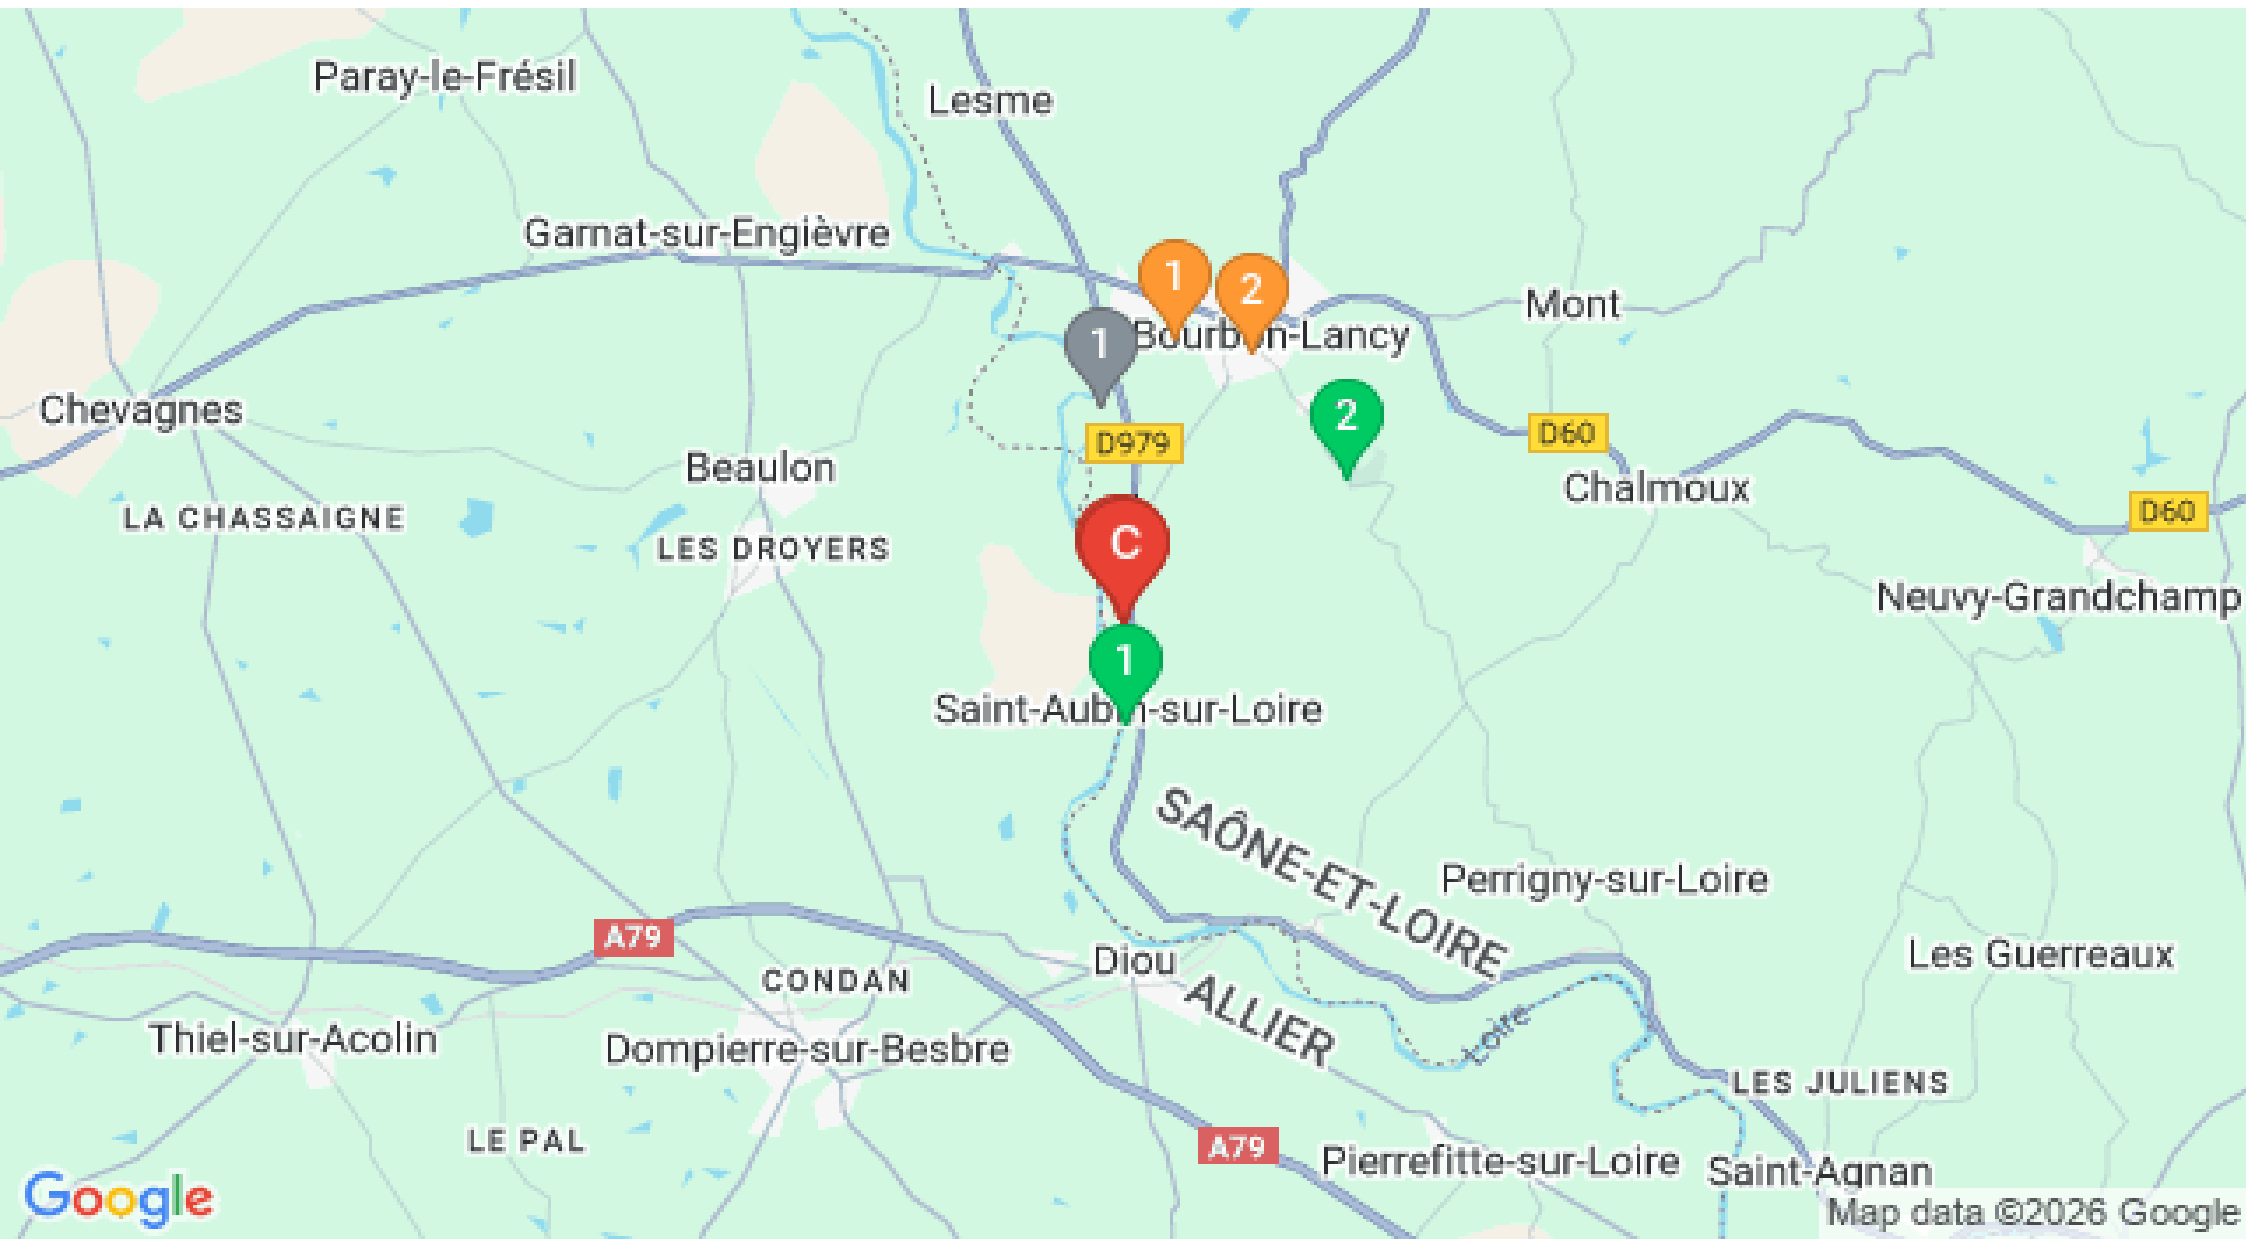 Paray-le-Frésil
Lesme
Garnat-sur-Engièvre
1
2
Mont
1
Bourbon-Lancy
Chevagnes
2
D979
D60
Beaulon
Chalmoux
D60
LA CHASSAIGNE
LES DROYERS
C
Neuvy-Grandchamp
1
Saint-Aubin-sur-Loire
SAÔNE-ET-LOIRE
Perrigny-sur-Loire
A79
Les Guerreaux
Diou
CONDAN
ALLIER
Loire
Thiel-sur-Acolin
Dompierre-sur-Besbre
LES JULIENS
LE PAL
A79
Pierrefitte-sur-Loire
Saint-Agnan
Google
Map data ©2026 Google